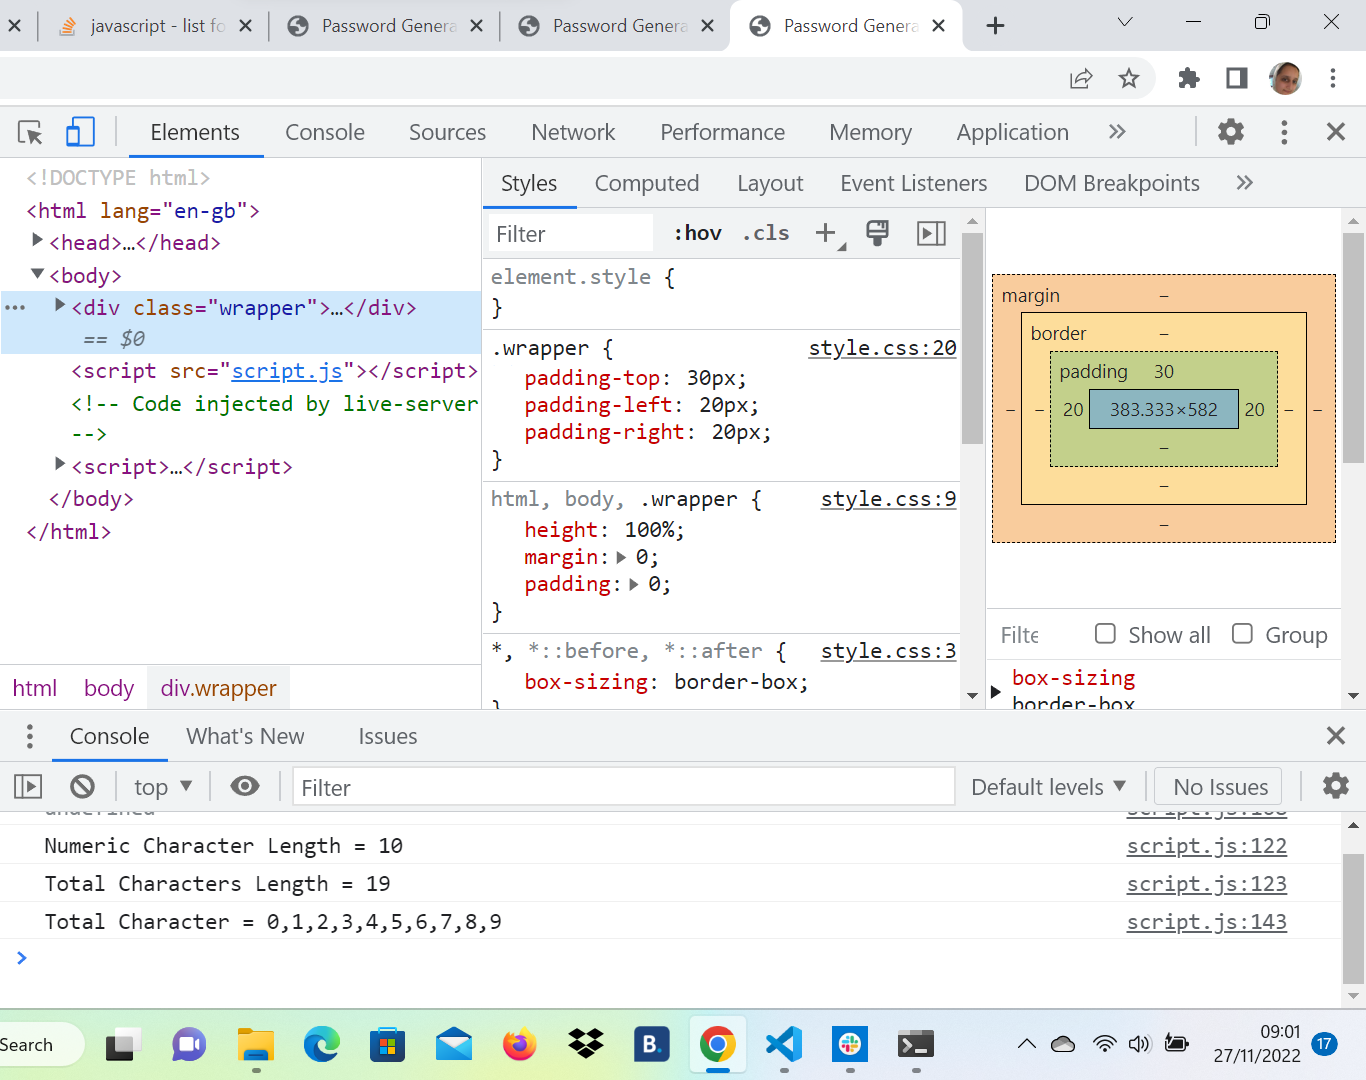 javascript - list fo
Password Genera
Password Genera
Password Genera
Elements Console Sources Network Performance Memory Application »
<!DOCTYPE html>
<html lang="en-gb">
<head>…</head>
<body>
<div class="wrapper">…</div>
== $0
<script src="script.js"></script>
<!-- Code injected by live-server
-->
<script>…</script>
</body>
</html>
html body div.wrapper
Styles Computed Layout Event Listeners DOM Breakpoints »
Filter :hov .cls +
element.style {
}
.wrapper { style.css:20
padding-top: 30px;
padding-left: 20px;
padding-right: 20px;
}
html, body, .wrapper { style.css:9
height: 100%;
margin: 0;
padding: 0;
}
*, *::before, *::after { style.css:3
box-sizing: border-box;
}
margin –
border –
padding 30
– – 20 383.333×582 20 – –
–
–
–
Filte Show all Group
box-sizing
border-box
Console What's New Issues
top Filter Default levels No Issues
undefined script.js:168
Numeric Character Length = 10 script.js:122
Total Characters Length = 19 script.js:123
Total Character = 0,1,2,3,4,5,6,7,8,9 script.js:143
>
Search
B.
09:01
27/11/2022
17